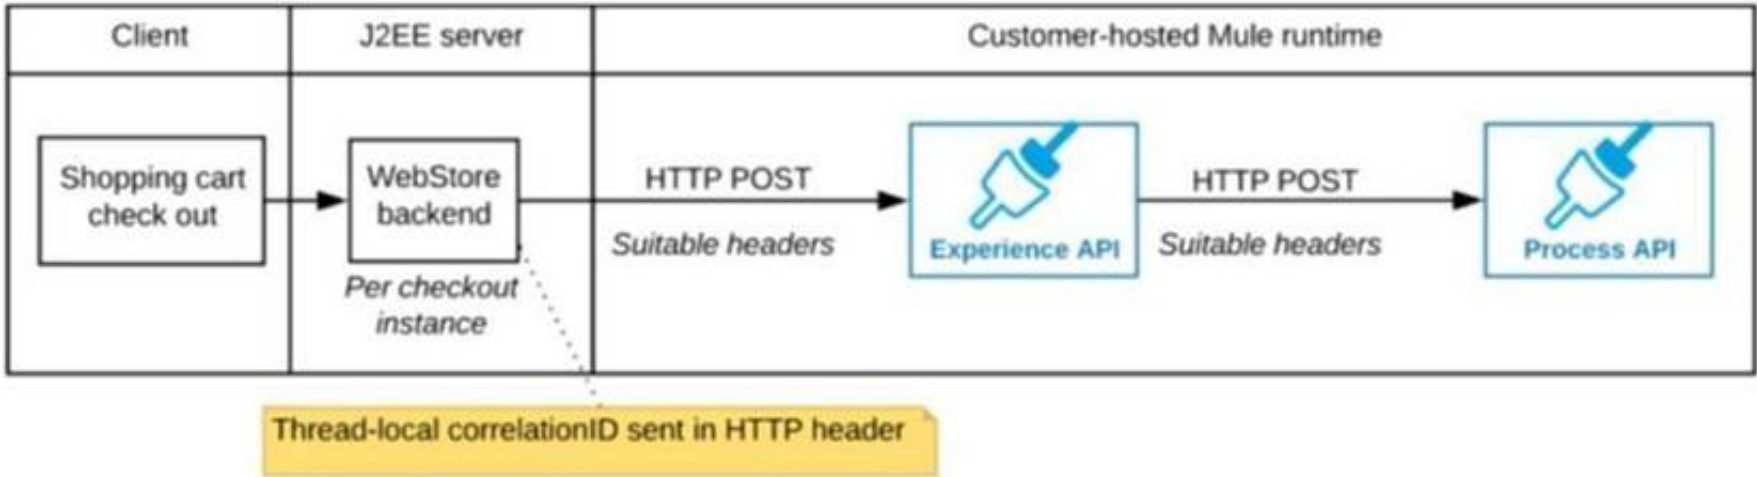 Client
J2EE server
Customer-hosted Mule runtime
Shopping cart
check out
WebStore
backend
Per checkout
instance
HTTP POST
Suitable headers
Experience API
HTTP POST
Suitable headers
Process API
Thread-local correlationID sent in HTTP header